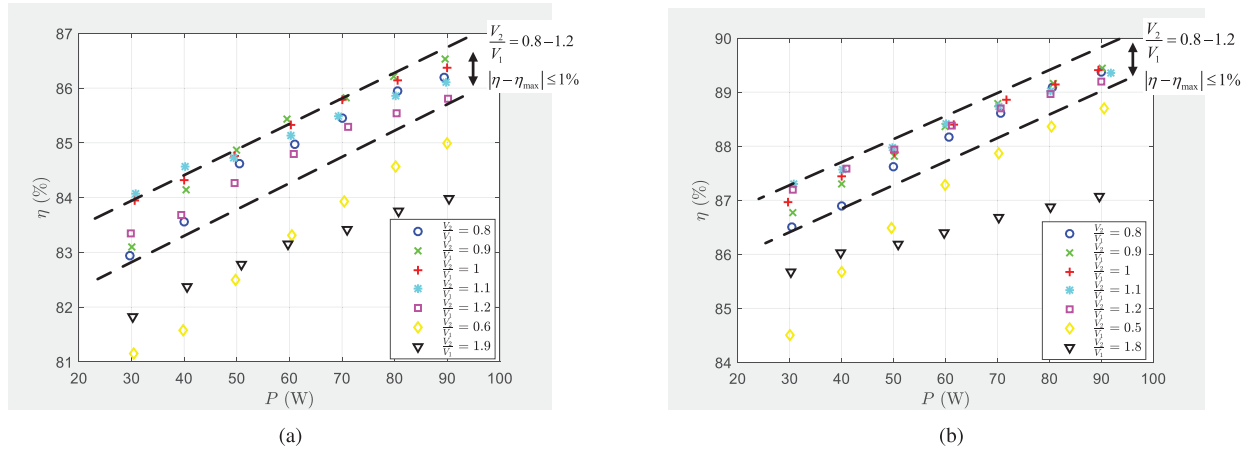 87
86
85
84
83
82
81
η (%)
20 30 40 50 60 70 80 90 100
P (W)
V₂/V₁ = 0.8−1.2
|η−ηmax| ≤ 1%
V₂/V₁ = 0.8
V₂/V₁ = 0.9
V₂/V₁ = 1
V₂/V₁ = 1.1
V₂/V₁ = 1.2
V₂/V₁ = 0.6
V₂/V₁ = 1.9
(a)
90
89
88
87
86
85
84
η (%)
20 30 40 50 60 70 80 90 100
P (W)
V₂/V₁ = 0.8−1.2
|η−ηmax| ≤ 1%
V₂/V₁ = 0.8
V₂/V₁ = 0.9
V₂/V₁ = 1
V₂/V₁ = 1.1
V₂/V₁ = 1.2
V₂/V₁ = 0.5
V₂/V₁ = 1.8
(b)